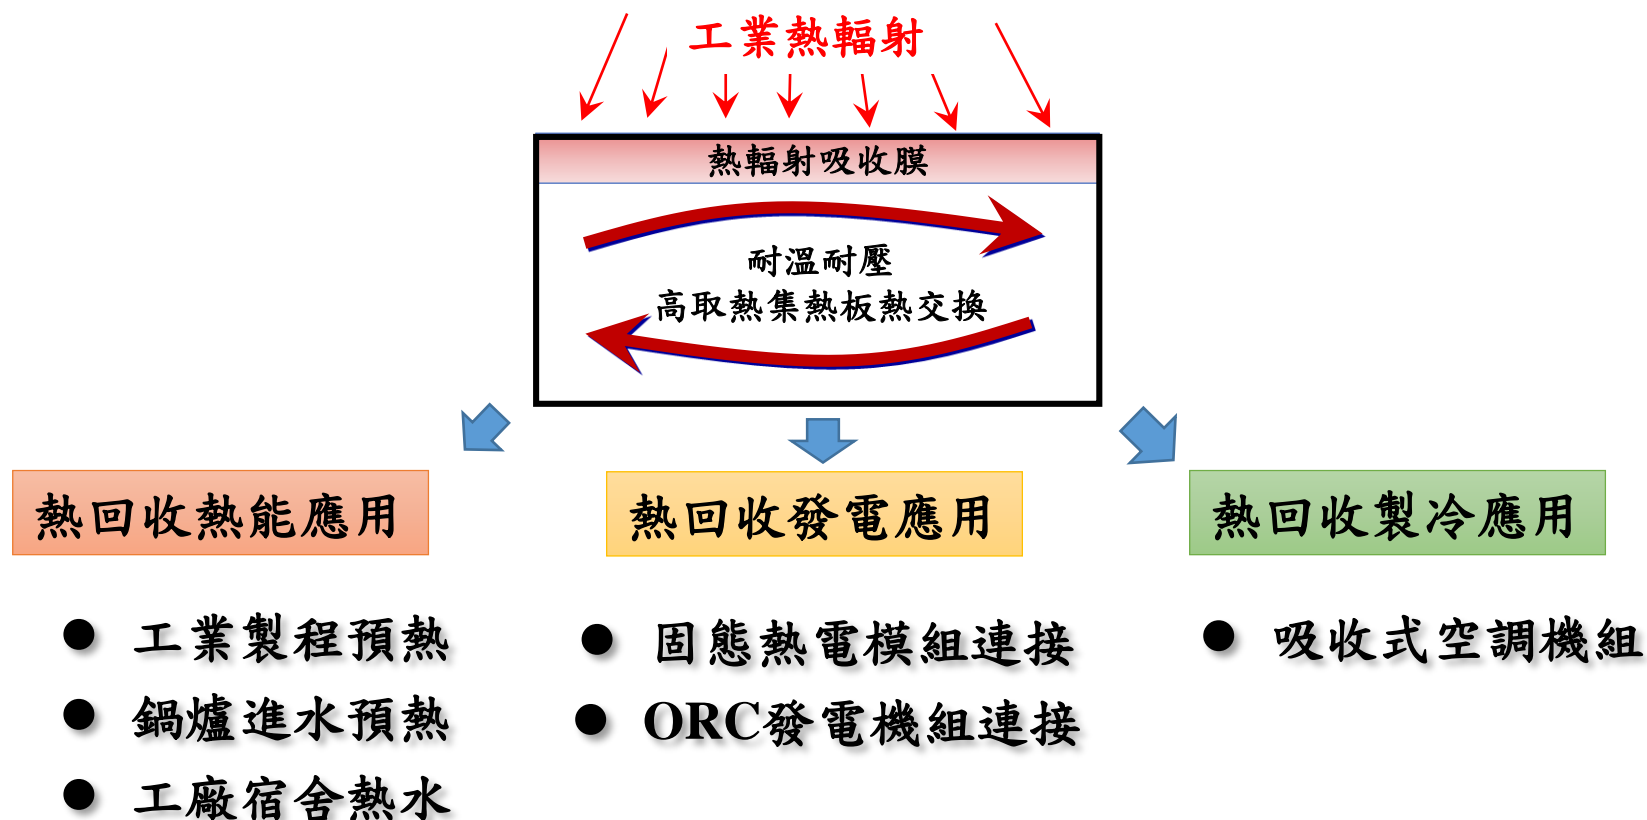 工業熱輻射
熱輻射吸收膜
耐溫耐壓
高取熱集熱板熱交換
熱回收熱能應用
● 工業製程預熱
● 鍋爐進水預熱
● 工廠宿舍熱水
熱回收發電應用
● 固態熱電模組連接
● ORC發電機組連接
熱回收製冷應用
● 吸收式空調機組